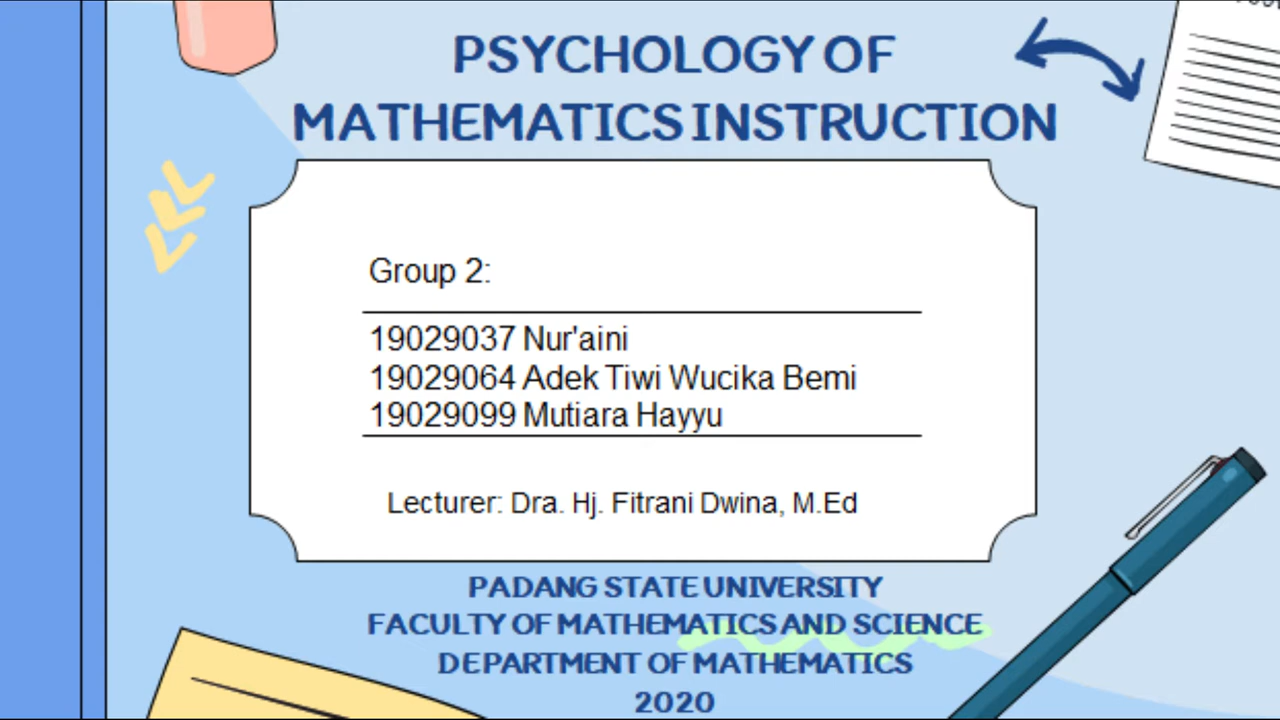 PSYCHOLOGY OF
MATHEMATICS INSTRUCTION
Group 2:
19029037 Nur'aini
19029064 Adek Tiwi Wucika Bemi
19029099 Mutiara Hayyu
Lecturer: Dra. Hj. Fitrani Dwina, M.Ed
PADANG STATE UNIVERSITY
FACULTY OF MATHEMATICS AND SCIENCE
DEPARTMENT OF MATHEMATICS
2020